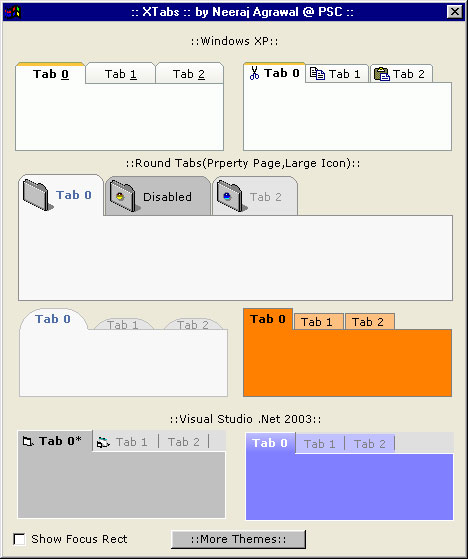 :: XTabs :: by Neeraj Agrawal @ PSC ::
::Windows XP::
Tab 0 Tab 1 Tab 2 Tab 0 Tab 1 Tab 2
::Round Tabs(Prperty Page,Large Icon)::
Tab 0 Disabled Tab 2
Tab 0 Tab 1 Tab 2 Tab 0 Tab 1 Tab 2
::Visual Studio .Net 2003::
Tab 0* Tab 1 Tab 2 Tab 0 Tab 1 Tab 2
Show Focus Rect ::More Themes::